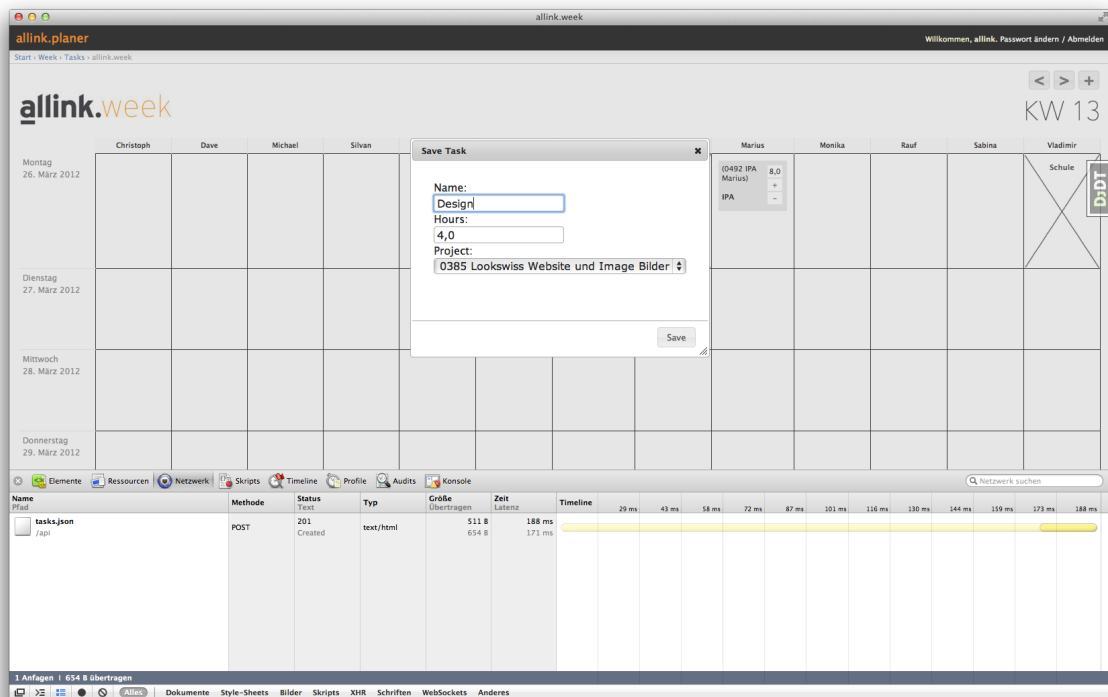 allink.week
allink.planer
Willkommen, allink. Passwort ändern / Abmelden
Start › Week › Tasks › allink.week
< > +
allink.week
KW 13
Christoph Dave Michael Silvan Marius Monika Rauf Sabina Vladimir
Save Task
Montag
26. März 2012
(0492 IPA Marius)
8,0
+
IPA
-
Schule
DjDT
Name:
Design
Hours:
4,0
Project:
0385 Lookswiss Website und Image Bilder
Save
Dienstag
27. März 2012
Mittwoch
28. März 2012
Donnerstag
29. März 2012
Elemente Ressourcen Netzwerk Skripts Timeline Profile Audits Konsole
Netzwerk suchen
Name Methode Status Typ Größe Zeit Timeline 29 ms 43 ms 58 ms 72 ms 87 ms 101 ms 116 ms 130 ms 144 ms 159 ms 173 ms 188 ms
Pfad Text Übertragen Latenz
tasks.json POST 201 text/html 511 B 188 ms
/api Created 654 B 171 ms
1 Anfragen | 654 B übertragen
Alles Dokumente Style-Sheets Bilder Skripts XHR Schriften WebSockets Anderes